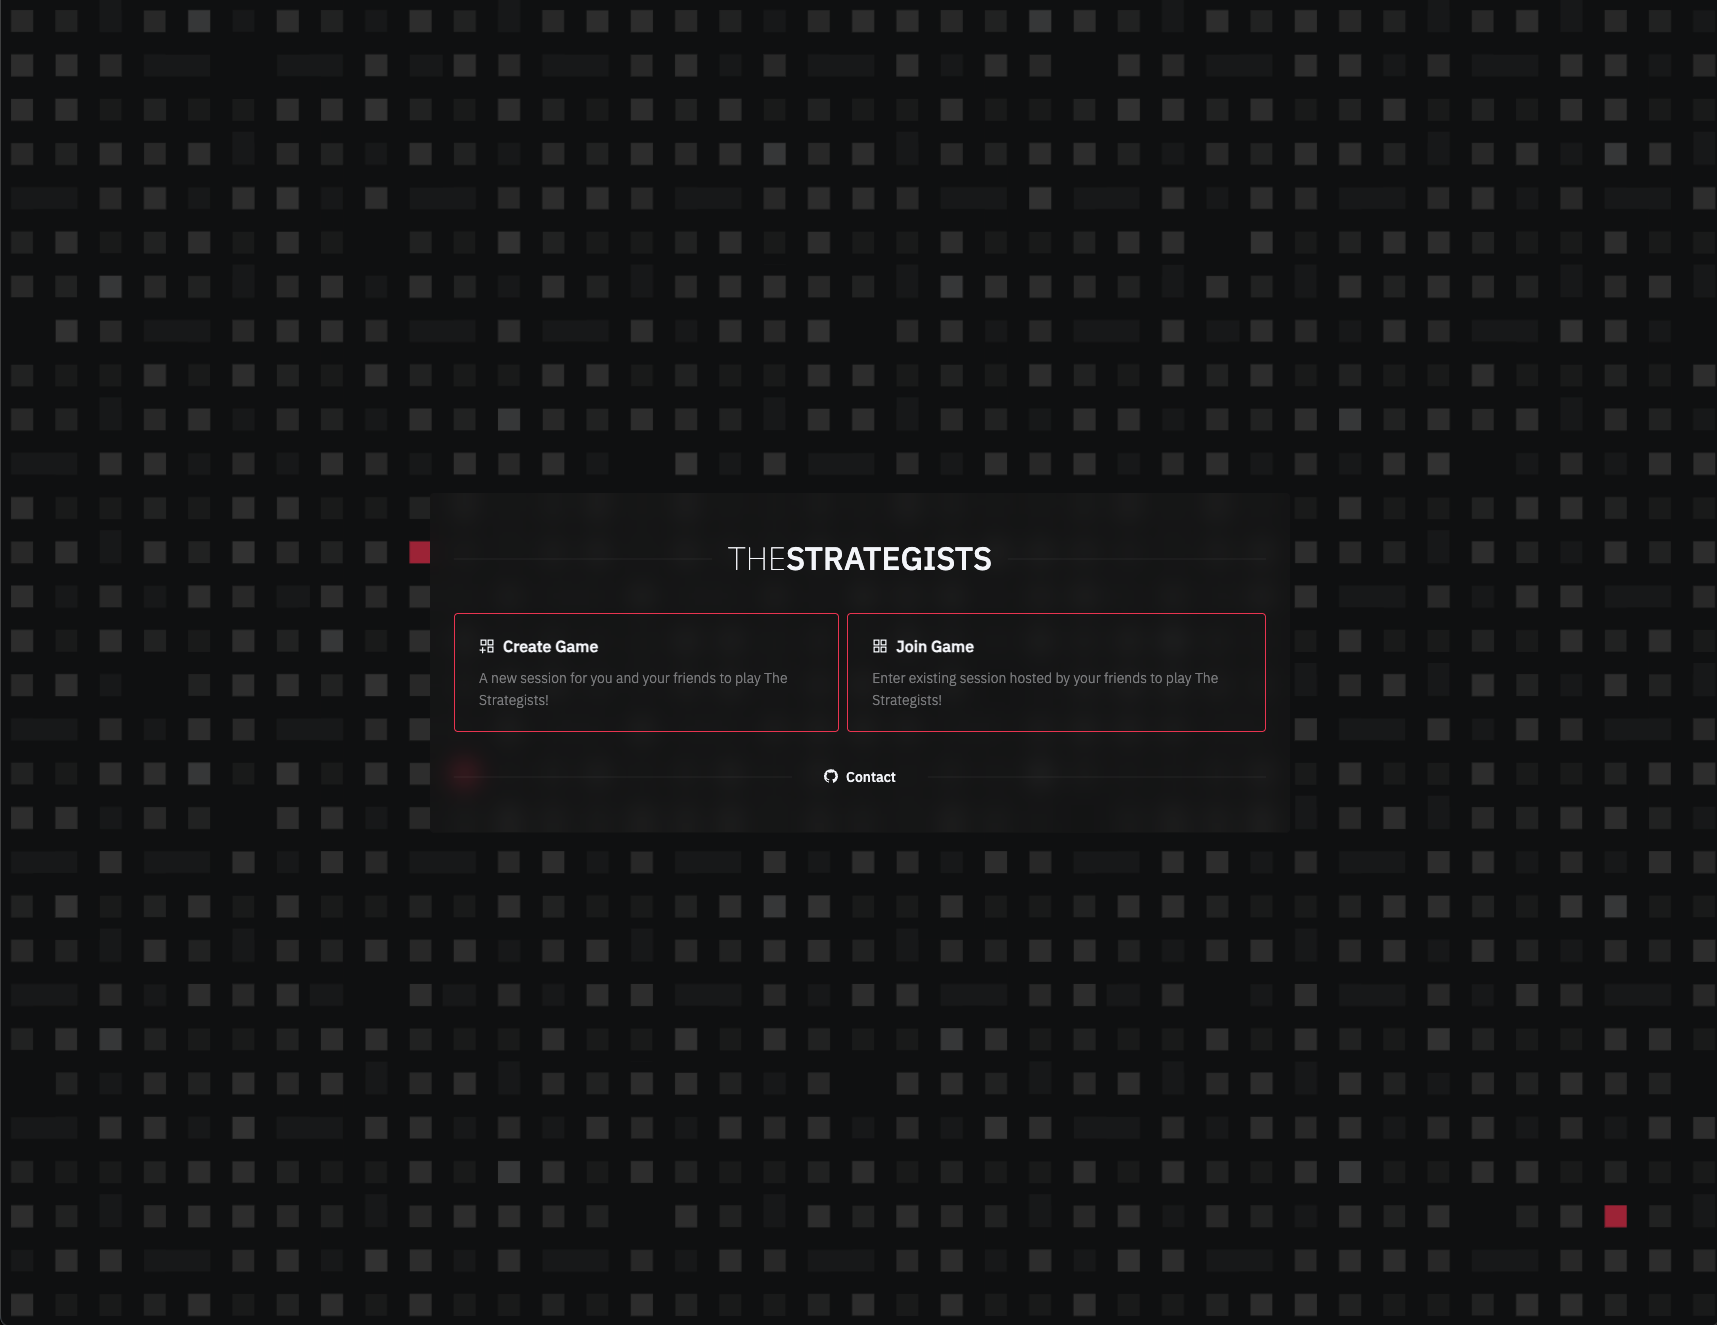 THESTRATEGISTS
Create Game
A new session for you and your friends to play The
Strategists!
Join Game
Enter existing session hosted by your friends to play The
Strategists!
Contact